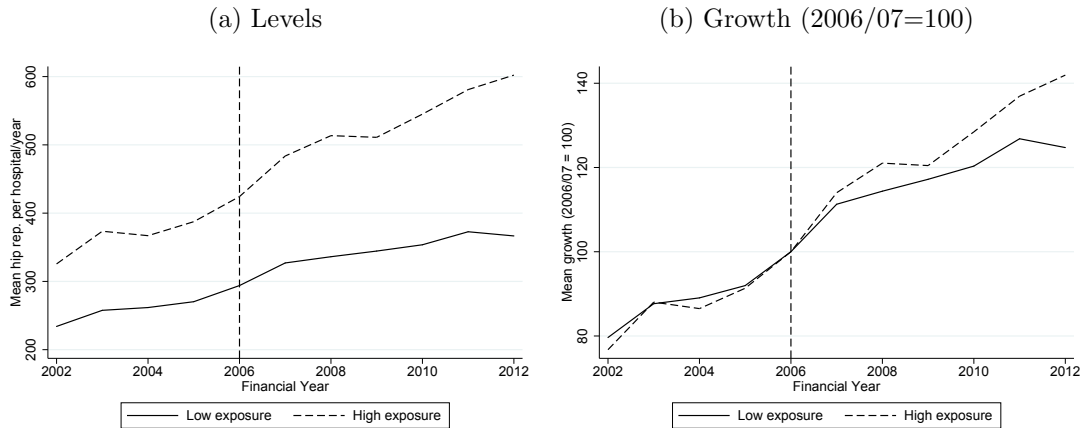 (a) Levels
Mean hip rep. per hospital/year
600
500
400
300
200
2002 2004 2006 2008 2010 2012
Financial Year
Low exposure High exposure
(b) Growth (2006/07=100)
Mean growth (2006/07 = 100)
140
120
100
80
2002 2004 2006 2008 2010 2012
Financial Year
Low exposure High exposure